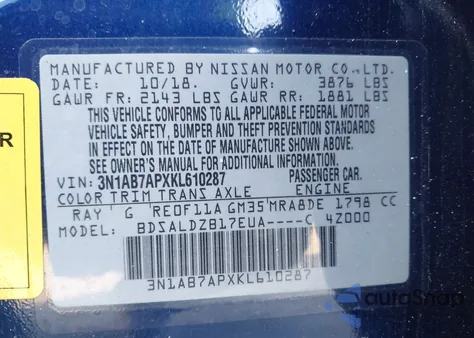 MANUFACTURED BY NISSAN MOTOR CO., LTD.
DATE: 10/18. GVWR: 3876 LBS
GAWR FR: 2143 LBS GAWR RR: 1881 LBS
THIS VEHICLE CONFORMS TO ALL APPLICABLE FEDERAL MOTOR
VEHICLE SAFETY, BUMPER AND THEFT PREVENTION STANDARDS
IN EFFECT ON THE DATE OF MANUFACTURE SHOWN ABOVE.
SEE OWNER'S MANUAL FOR ADDITIONAL INFORMATION.
VIN: 3N1AB7APXKL610287 PASSENGER CAR.
COLOR TRIM TRANS AXLE ENGINE
RAY G RE0F11A GM35 MRA8DE 1798 CC
MODEL: BDSALDZB17EUA----C 4Z000
3N1AB7APXKL610287
R
autoSnap